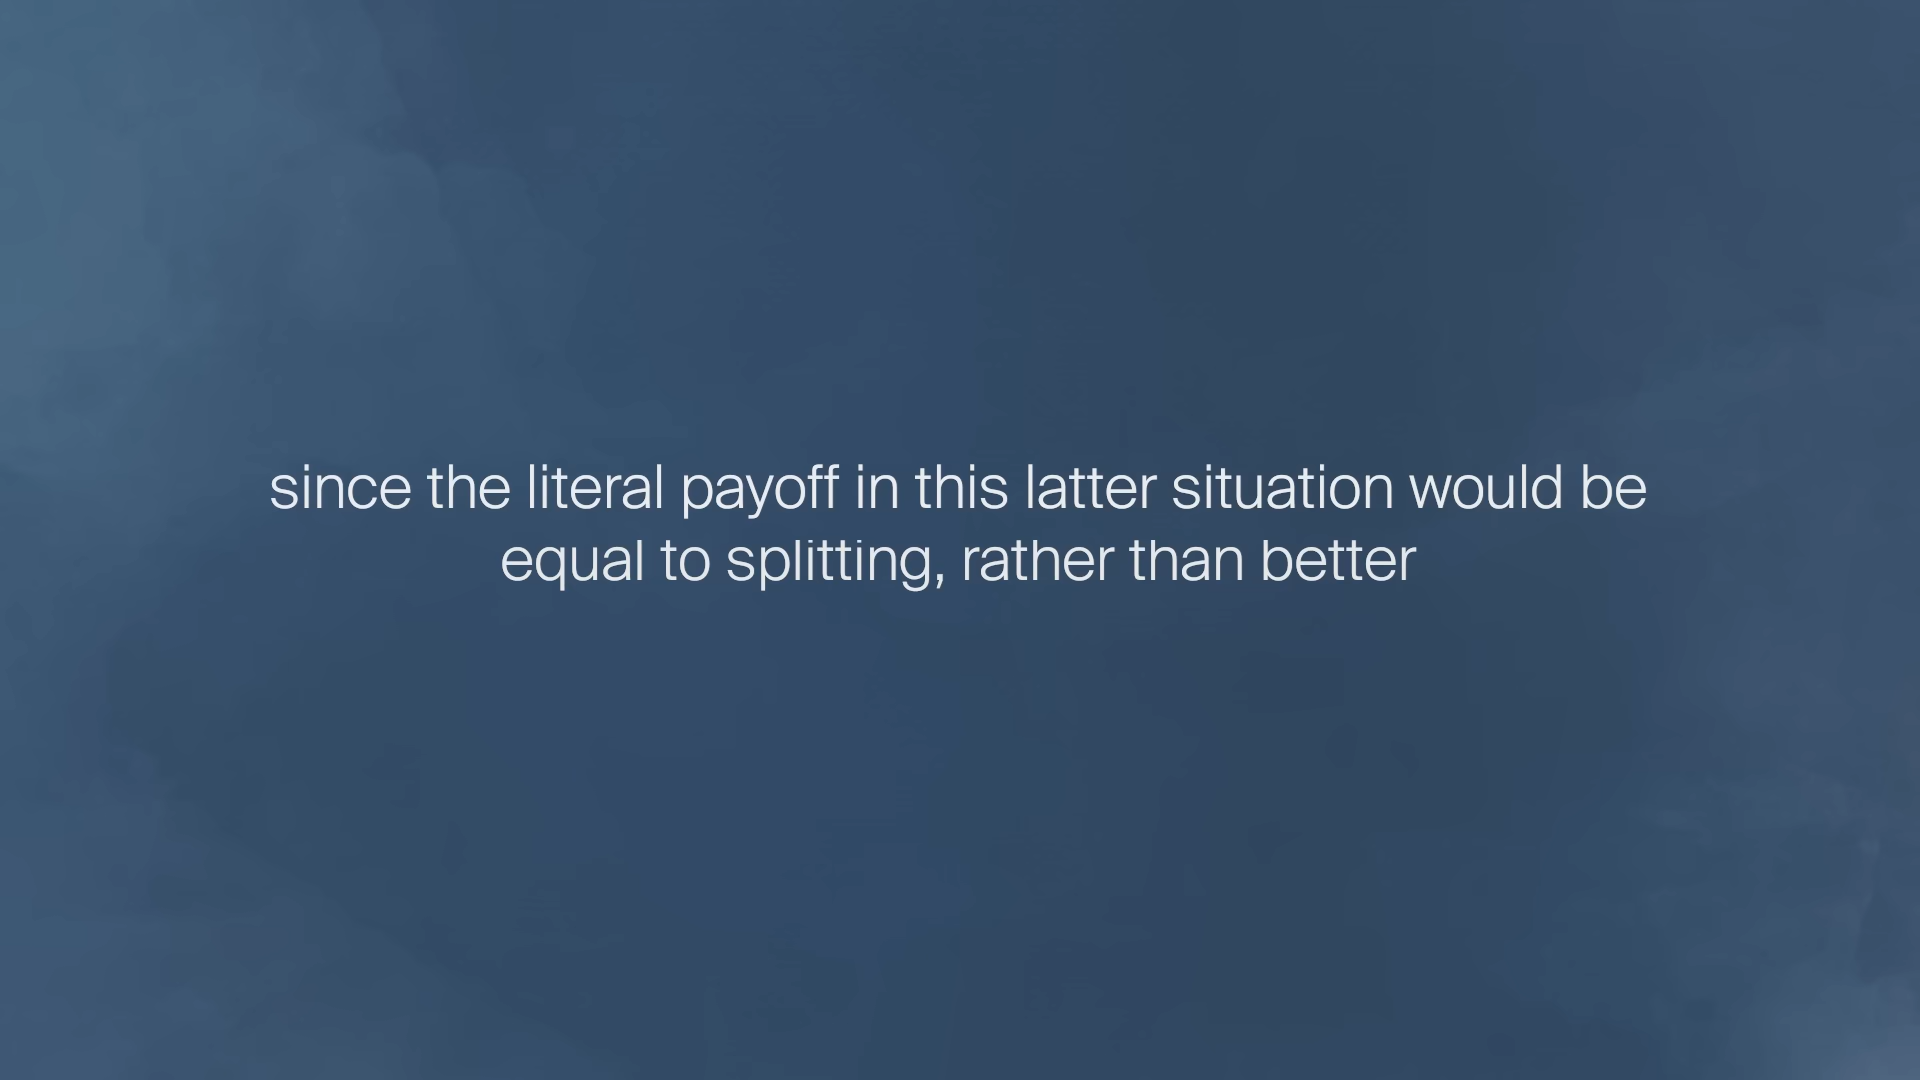 since the literal payoff in this latter situation would be
equal to splitting, rather than better